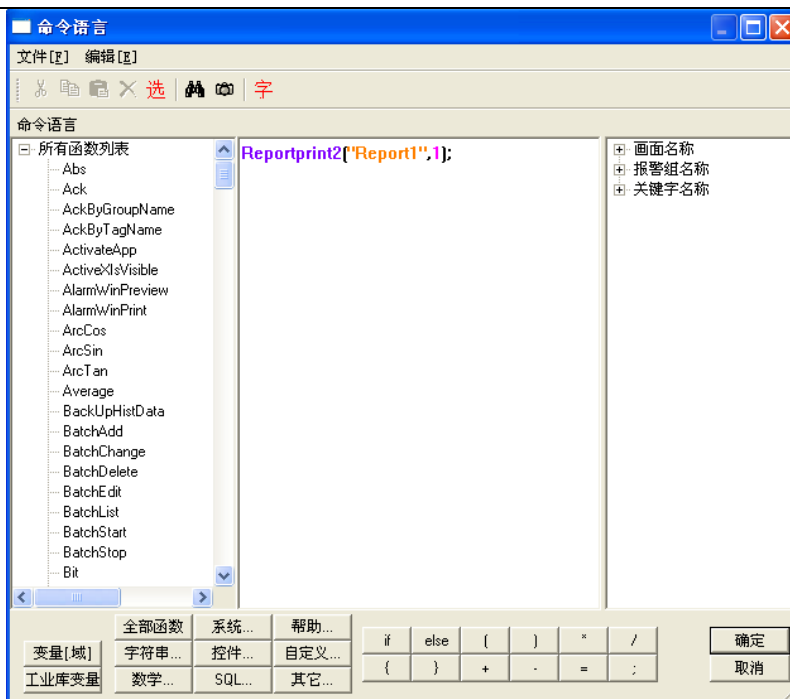 命令语言
文件[F] 编辑[E]
选 字
命令语言
所有函数列表
Abs
Ack
AckByGroupName
AckByTagName
ActivateApp
ActiveXIsVisible
AlarmWinPreview
AlarmWinPrint
ArcCos
ArcSin
ArcTan
Average
BackUpHistData
BatchAdd
BatchChange
BatchDelete
BatchEdit
BatchList
BatchStart
BatchStop
Bit
Reportprint2("Report1",1);
画面名称
报警组名称
关键字名称
全部函数 系统... 帮助...
变量[域] 字符串... 控件... 自定义...
工业库变量 数学... SQL... 其它...
if else ( ) * /
{ } + - = ;
确定
取消